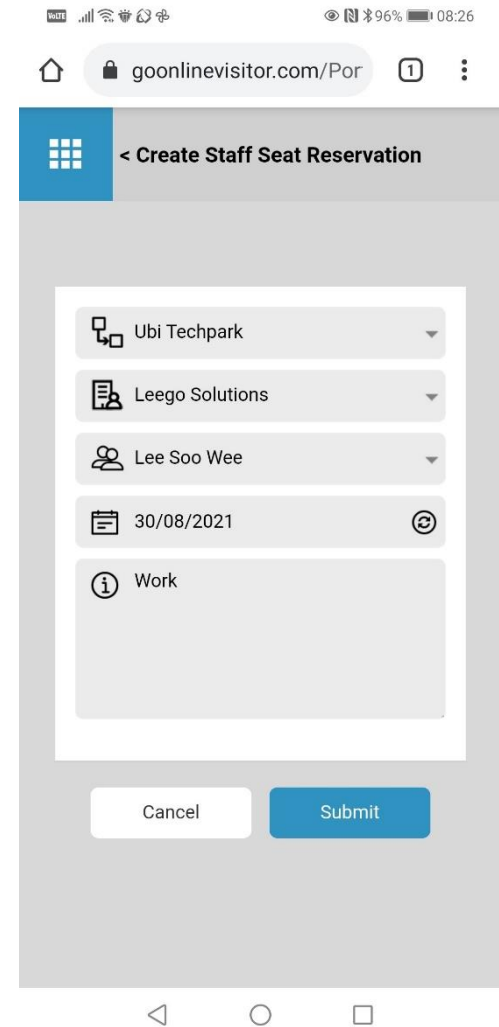 VoLTE 96% 08:26
goonlinevisitor.com/Por 1
< Create Staff Seat Reservation
Ubi Techpark
Leego Solutions
Lee Soo Wee
30/08/2021
Work
Cancel Submit